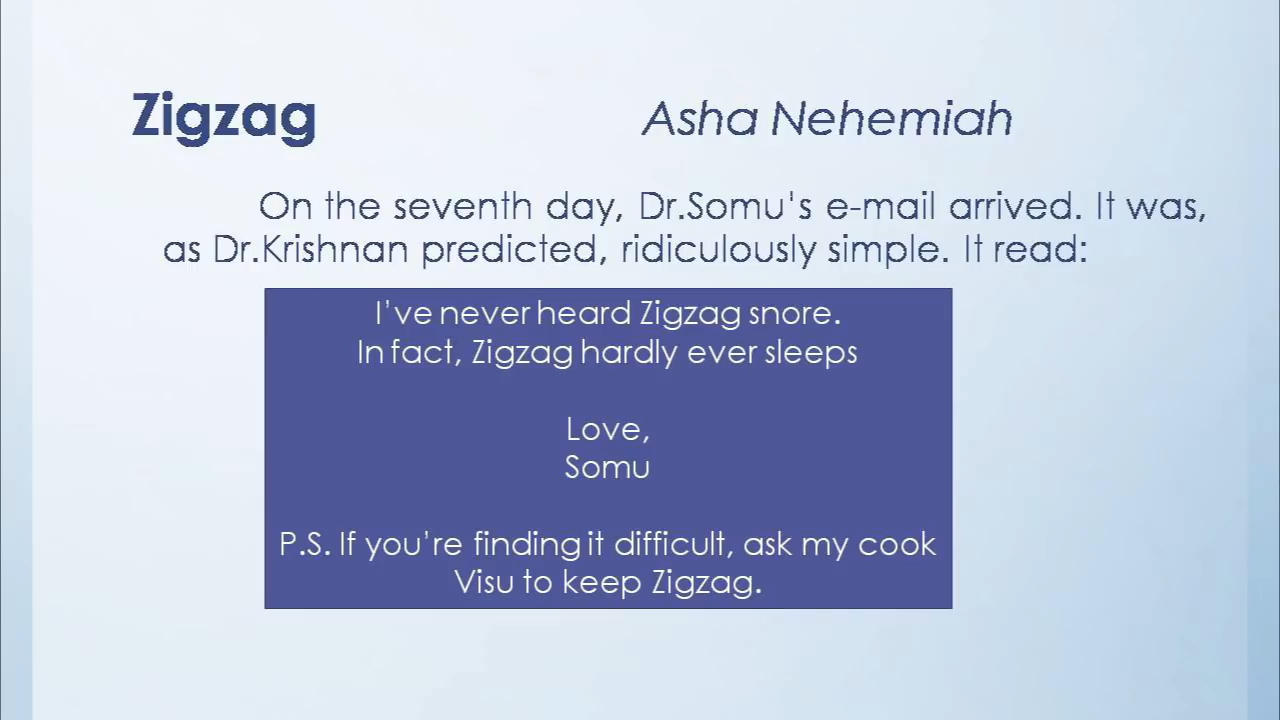 Zigzag
Asha Nehemiah
On the seventh day, Dr.Somu's e-mail arrived. It was,
as Dr.Krishnan predicted, ridiculously simple. It read:
I've never heard Zigzag snore.
In fact, Zigzag hardly ever sleeps
Love,
Somu
P.S. If you're finding it difficult, ask my cook
Visu to keep Zigzag.